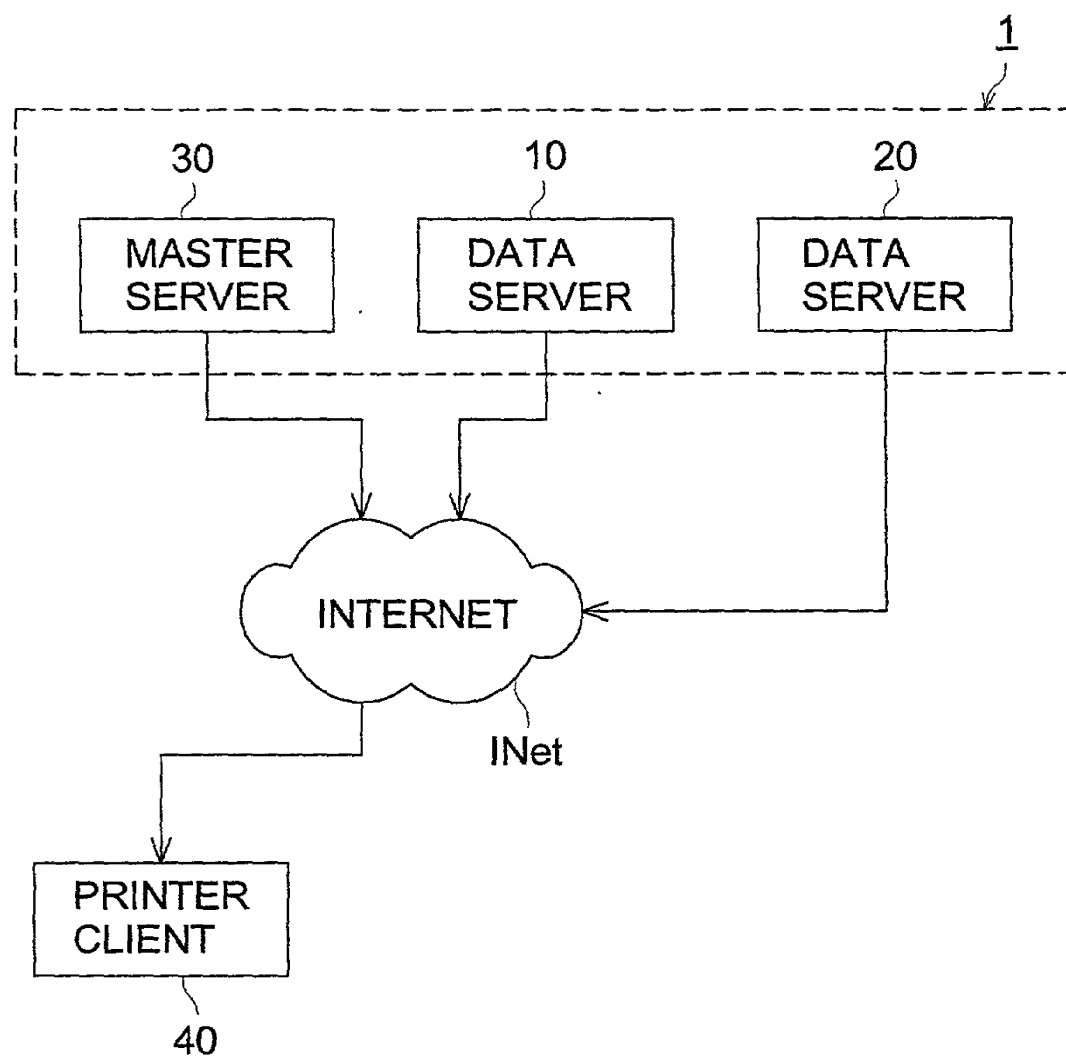 1
30
10
20
MASTER
SERVER
DATA
SERVER
DATA
SERVER
INTERNET
INet
PRINTER
CLIENT
40